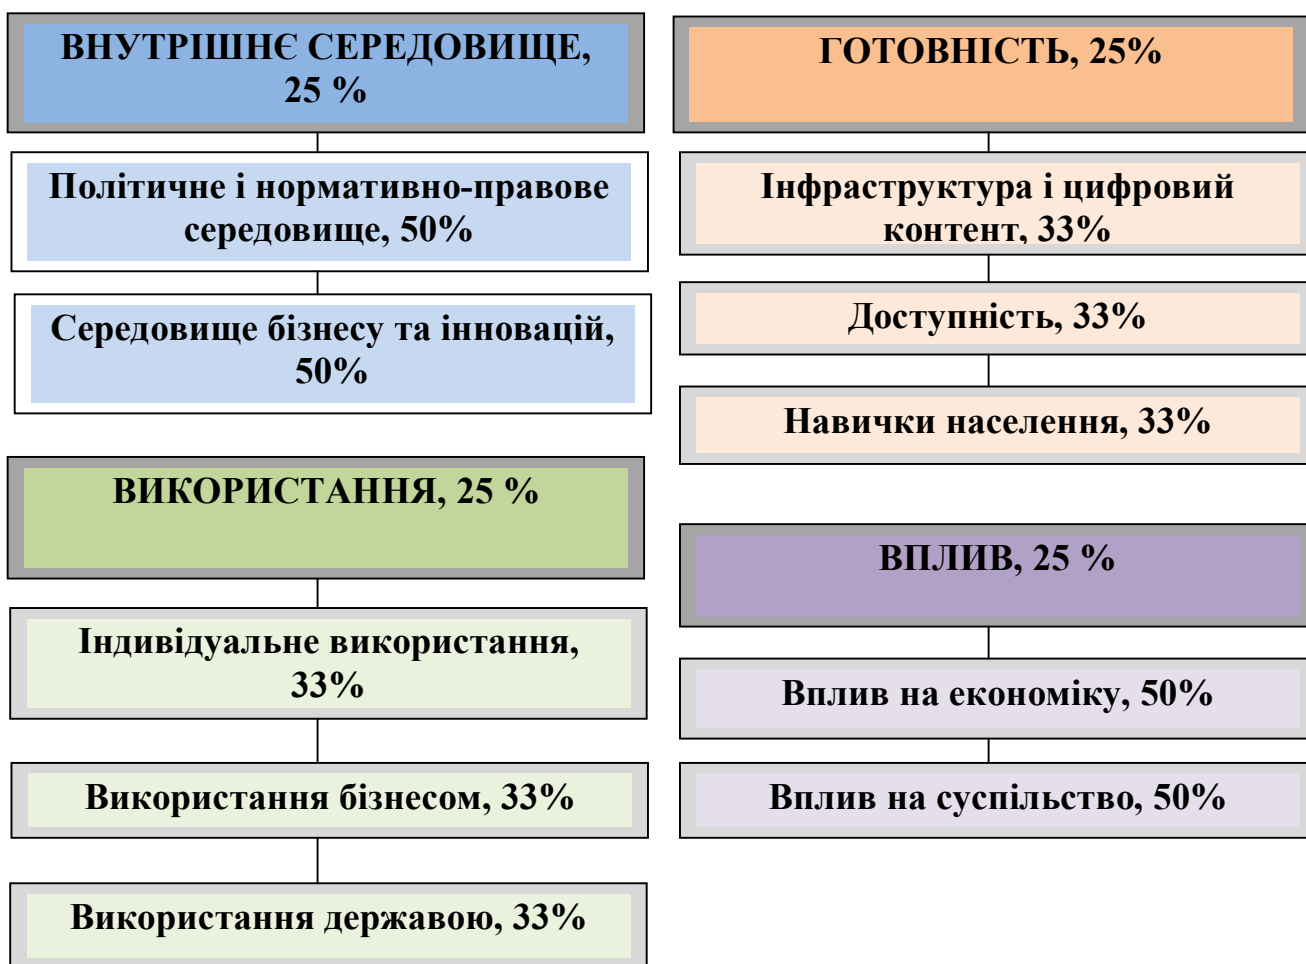 ВНУТРІШНЄ СЕРЕДОВИЩЕ,
25 %
Політичне і нормативно-правове
середовище, 50%
Середовище бізнесу та інновацій,
50%
ВИКОРИСТАННЯ, 25 %
Індивідуальне використання,
33%
Використання бізнесом, 33%
Використання державою, 33%
ГОТОВНІСТЬ, 25%
Інфраструктура і цифровий
контент, 33%
Доступність, 33%
Навички населення, 33%
ВПЛИВ, 25 %
Вплив на економіку, 50%
Вплив на суспільство, 50%